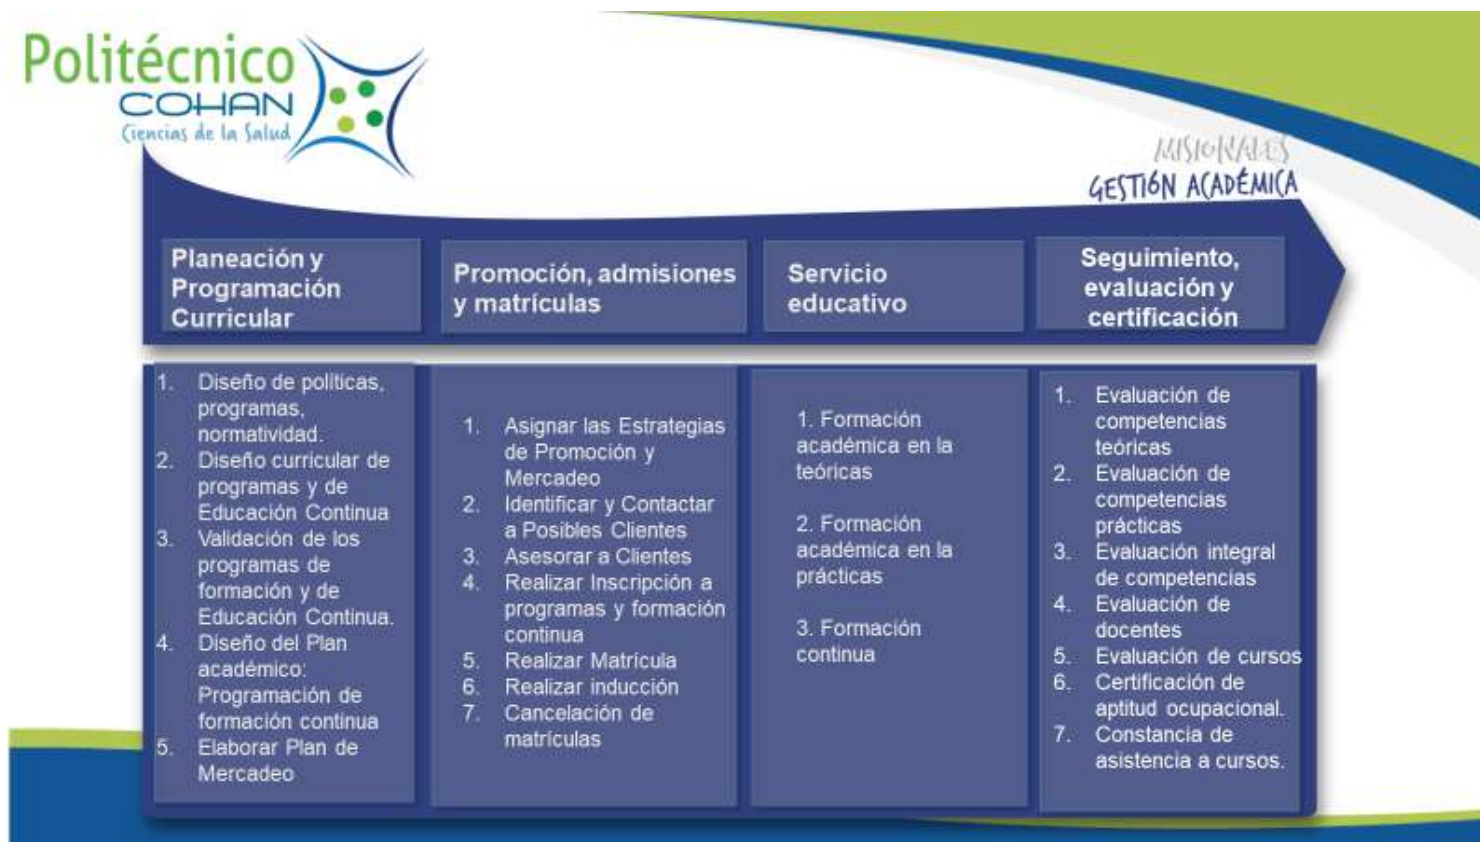 Politécnico
COHAN
Ciencias de la Salud
MISIONALES
GESTIÓN ACADÉMICA
Planeación y
Programación
Curricular
Promoción, admisiones
y matrículas
Servicio
educativo
Seguimiento,
evaluación y
certificación
1. Diseño de políticas,
programas,
normatividad.
2. Diseño curricular de
programas y de
Educación Continua
3. Validación de los
programas de
formación y de
Educación Continua.
4. Diseño del Plan
académico:
Programación de
formación continua
5. Elaborar Plan de
Mercadeo
1. Asignar las Estrategias
de Promoción y
Mercadeo
2. Identificar y Contactar
a Posibles Clientes
3. Asesorar a Clientes
4. Realizar Inscripción a
programas y formación
continua
5. Realizar Matrícula
6. Realizar inducción
7. Cancelación de
matrículas
1. Formación
académica en la
teóricas
2. Formación
académica en la
prácticas
3. Formación
continua
1. Evaluación de
competencias
teóricas
2. Evaluación de
competencias
prácticas
3. Evaluación integral
de competencias
4. Evaluación de
docentes
5. Evaluación de cursos
6. Certificación de
aptitud ocupacional.
7. Constancia de
asistencia a cursos.